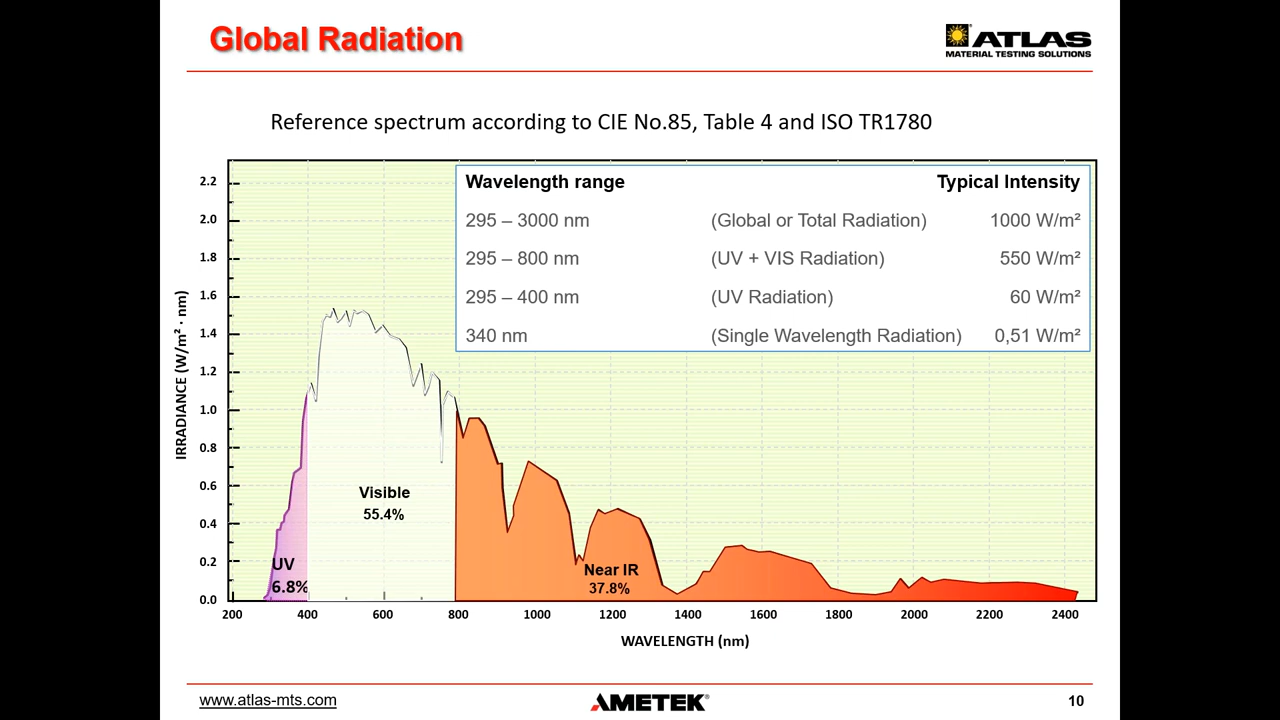 Global Radiation
ATLAS
MATERIAL TESTING SOLUTIONS
Reference spectrum according to CIE No.85, Table 4 and ISO TR1780
Wavelength range Typical Intensity
295 – 3000 nm (Global or Total Radiation) 1000 W/m²
295 – 800 nm (UV + VIS Radiation) 550 W/m²
295 – 400 nm (UV Radiation) 60 W/m²
340 nm (Single Wavelength Radiation) 0,51 W/m²
IRRADIANCE (W/m² · nm)
2.2
2.0
1.8
1.6
1.4
1.2
1.0
0.8
0.6
0.4
0.2
0.0
UV
6.8%
Visible
55.4%
Near IR
37.8%
200 400 600 800 1000 1200 1400 1600 1800 2000 2200 2400
WAVELENGTH (nm)
www.atlas-mts.com
AMETEK®
10